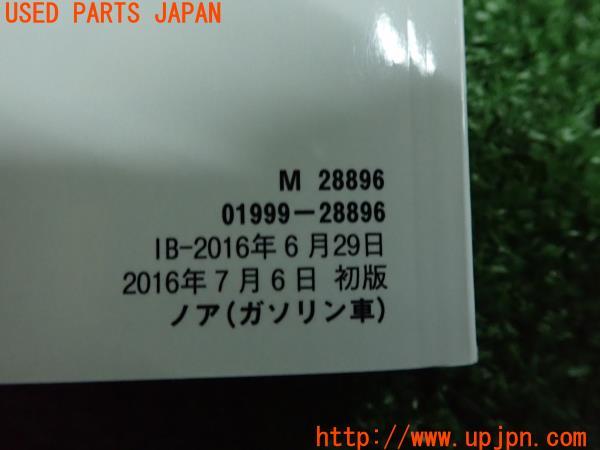 USED PARTS JAPAN
M 28896
01999-28896
IB-2016年6月29日
2016年7月6日 初版
ノア(ガソリン車)
http://www.upjpn.com